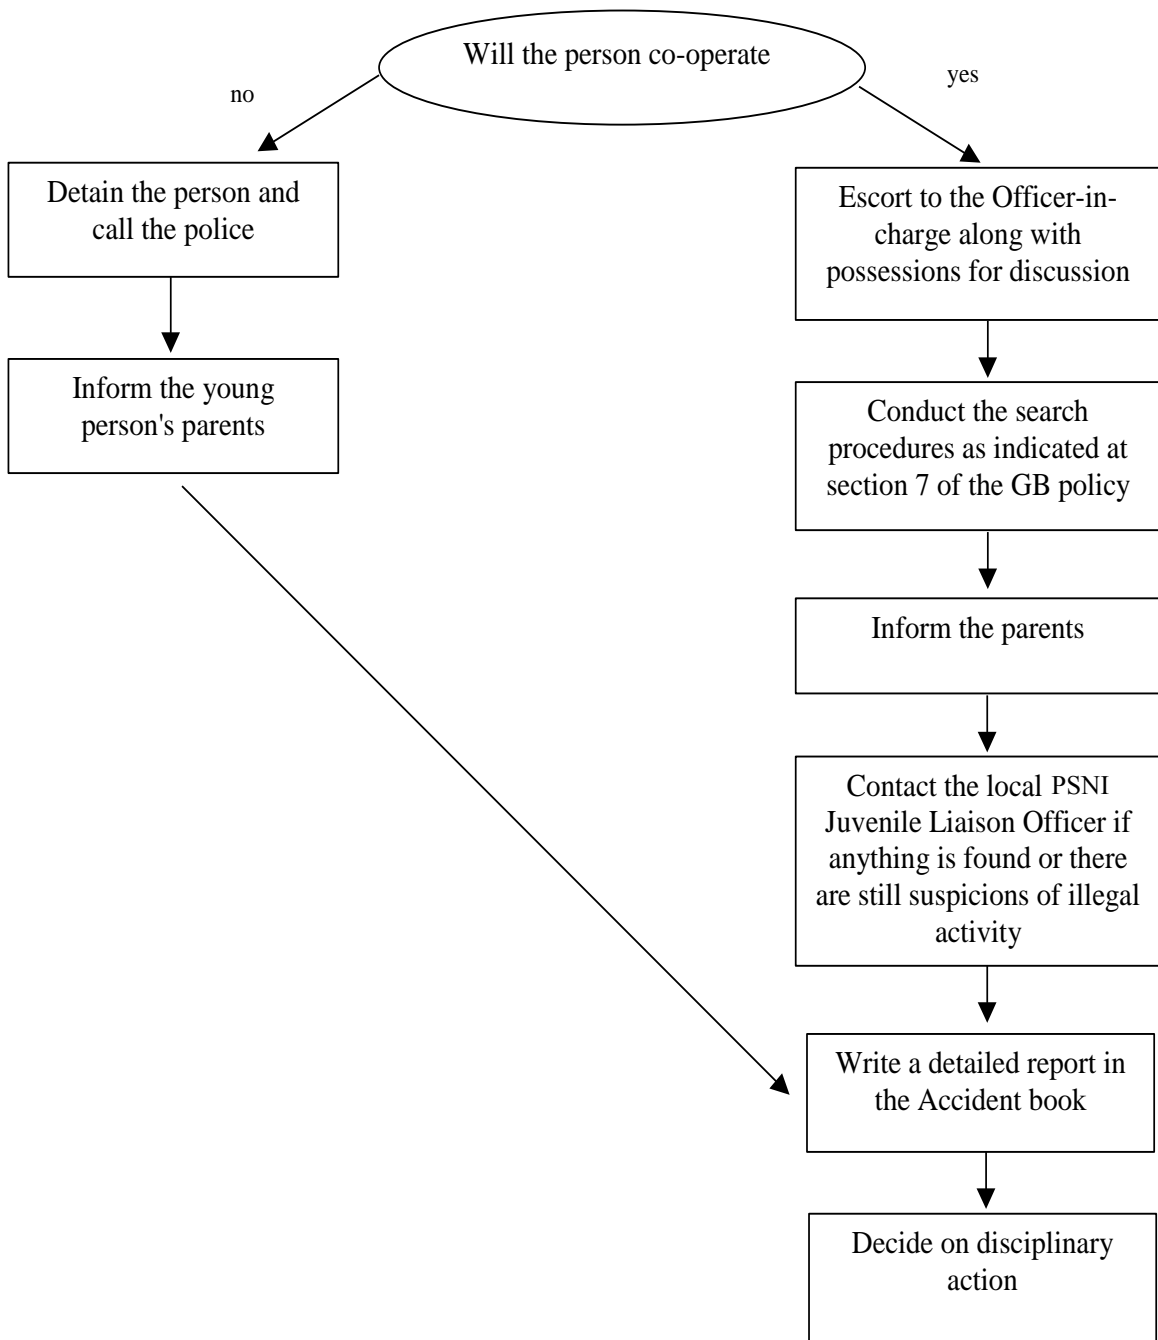 Will the person co-operate
no
yes
Detain the person and
call the police
Inform the young
person's parents
Escort to the Officer-in-
charge along with
possessions for discussion
Conduct the search
procedures as indicated at
section 7 of the GB policy
Inform the parents
Contact the local PSNI
Juvenile Liaison Officer if
anything is found or there
are still suspicions of illegal
activity
Write a detailed report in
the Accident book
Decide on disciplinary
action